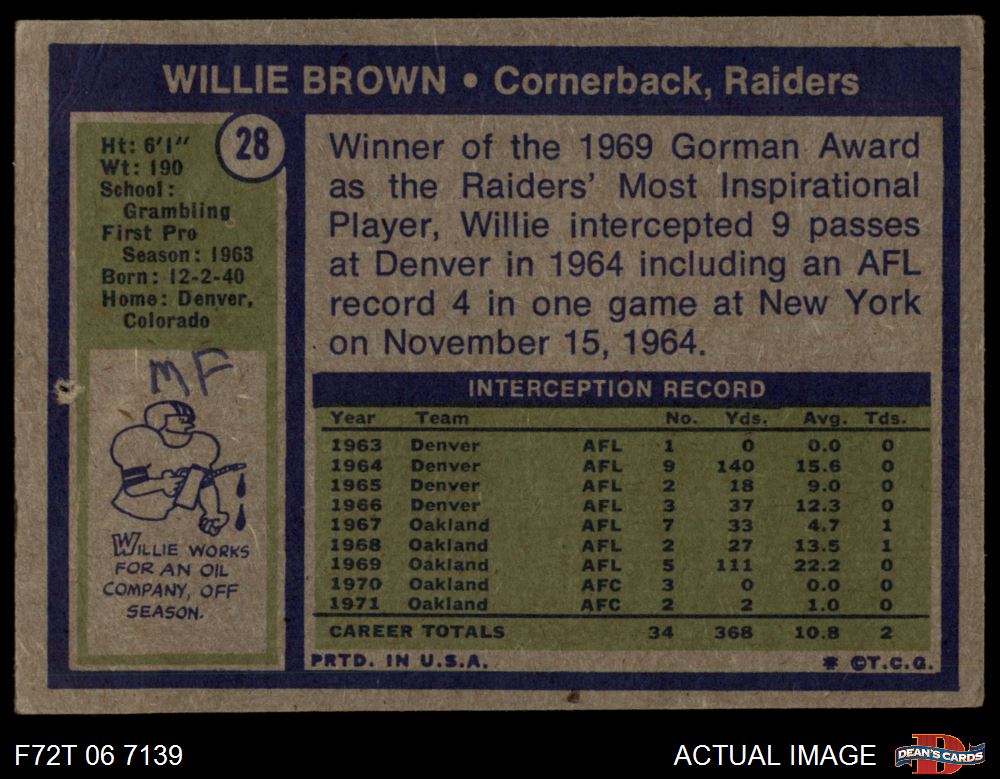 WILLIE BROWN • Cornerback, Raiders
28
Ht: 6'1"
Wt: 190
School:
Grambling
First Pro
Season: 1963
Born: 12-2-40
Home: Denver,
Colorado
MF
WILLIE WORKS
FOR AN OIL
COMPANY, OFF
SEASON.
Winner of the 1969 Gorman Award
as the Raiders' Most Inspirational
Player, Willie intercepted 9 passes
at Denver in 1964 including an AFL
record 4 in one game at New York
on November 15, 1964.
INTERCEPTION RECORD
Year Team No. Yds. Avg. Tds.
1963 Denver AFL 1 0 0.0 0
1964 Denver AFL 9 140 15.6 0
1965 Denver AFL 2 18 9.0 0
1966 Denver AFL 3 37 12.3 0
1967 Oakland AFL 7 33 4.7 1
1968 Oakland AFL 2 27 13.5 1
1969 Oakland AFL 5 111 22.2 0
1970 Oakland AFC 3 0 0.0 0
1971 Oakland AFC 2 2 1.0 0
CAREER TOTALS 34 368 10.8 2
PRTD. IN U.S.A. * ©T.C.G.
F72T 06 7139
ACTUAL IMAGE
DEAN'S CARDS